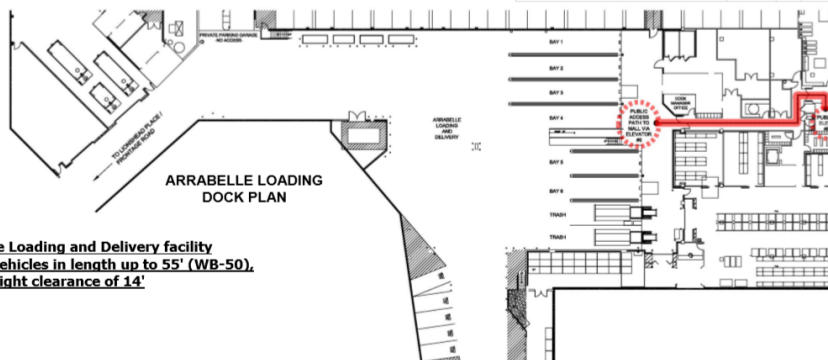 PRIVATE PARKING GARAGE
NO ACCESS
BAY 1
BAY 2
BAY 3
BAY 4
BAY 5
BAY 6
TRASH
TRASH
DOCK
MANAGER
OFFICE
PUBLIC
ACCESS
PATH TO
MALL VIA
ELEVATOR
ARRABELLE
LOADING
AND
DELIVERY
TO LIONSHEAD PLACE /
FRONTAGE ROAD
ARRABELLE LOADING
DOCK PLAN
e Loading and Delivery facility
ehicles in length up to 55' (WB-50),
ight clearance of 14'